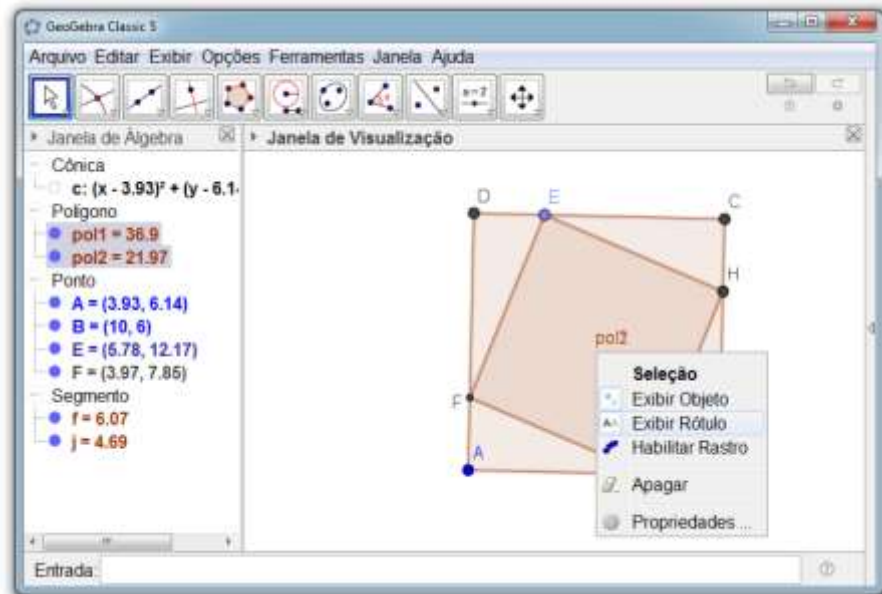 GeoGebra Classic 5
Arquivo Editar Exibir Opções Ferramentas Janela Ajuda
a=2
Janela de Álgebra
Janela de Visualização
Cônica
c: (x - 3.93)² + (y - 6.14
Polígono
pol1 = 36.9
pol2 = 21.97
Ponto
A = (3.93, 6.14)
B = (10, 6)
E = (5.78, 12.17)
F = (3.97, 7.85)
Segmento
f = 6.07
j = 4.69
D
E
C
H
F
A
Seleção
Exibir Objeto
Exibir Rótulo
AA
Habilitar Rastro
Apagar
Propriedades ...
Entrada: